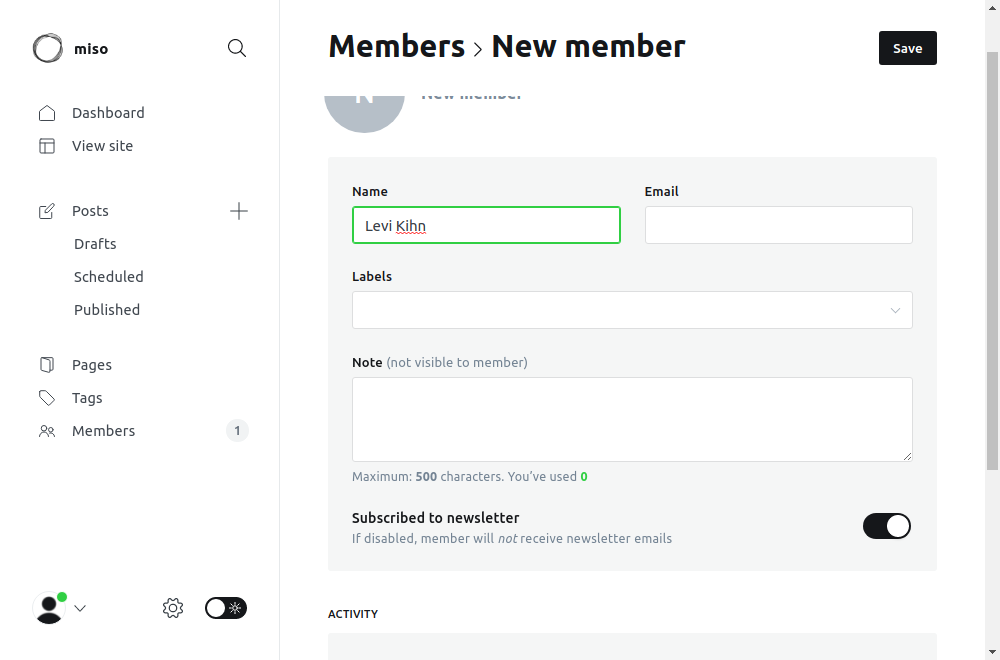 miso
Members > New member
Save
New member
Dashboard
View site
Posts
Drafts
Scheduled
Published
Pages
Tags
Members 1
Name
Levi Kihn
Email
Labels
Note (not visible to member)
Maximum: 500 characters. You’ve used 0
Subscribed to newsletter
If disabled, member will not receive newsletter emails
ACTIVITY